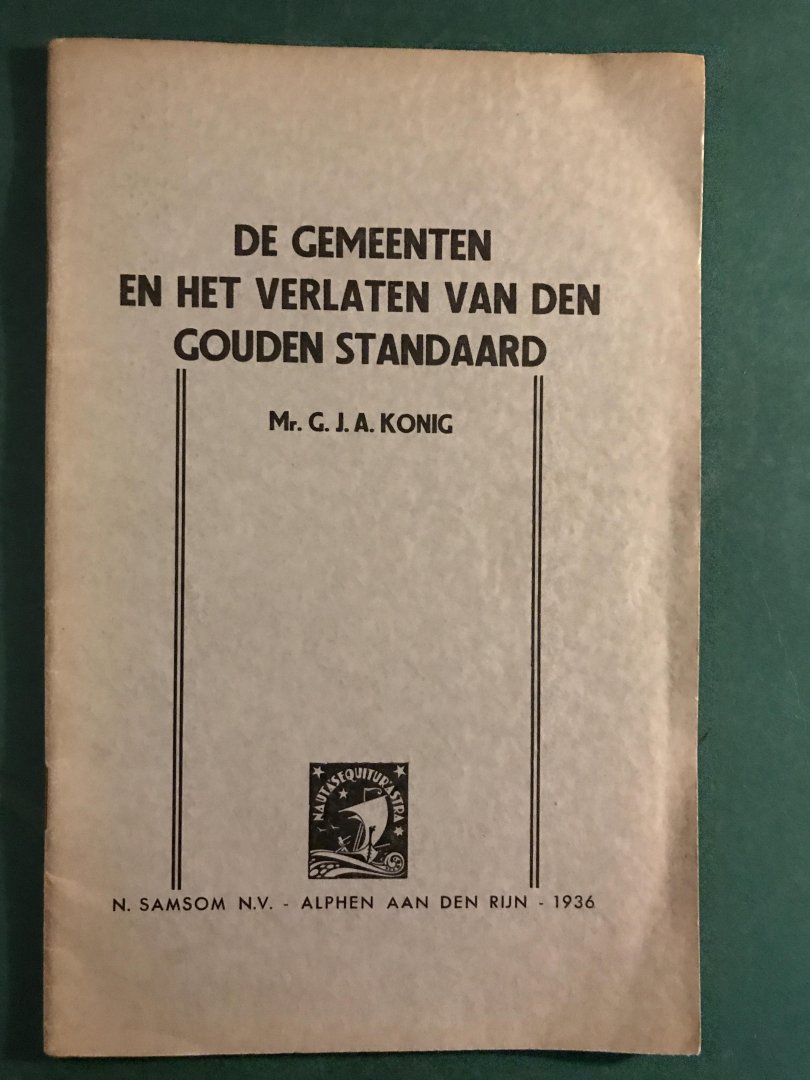 DE GEMEENTEN
EN HET VERLATEN VAN DEN
GOUDEN STANDAARD
Mr. G. J. A. KONIG
NAUTA SEQUITUR ASTRA
N. SAMSOM N.V. - ALPHEN AAN DEN RIJN - 1936